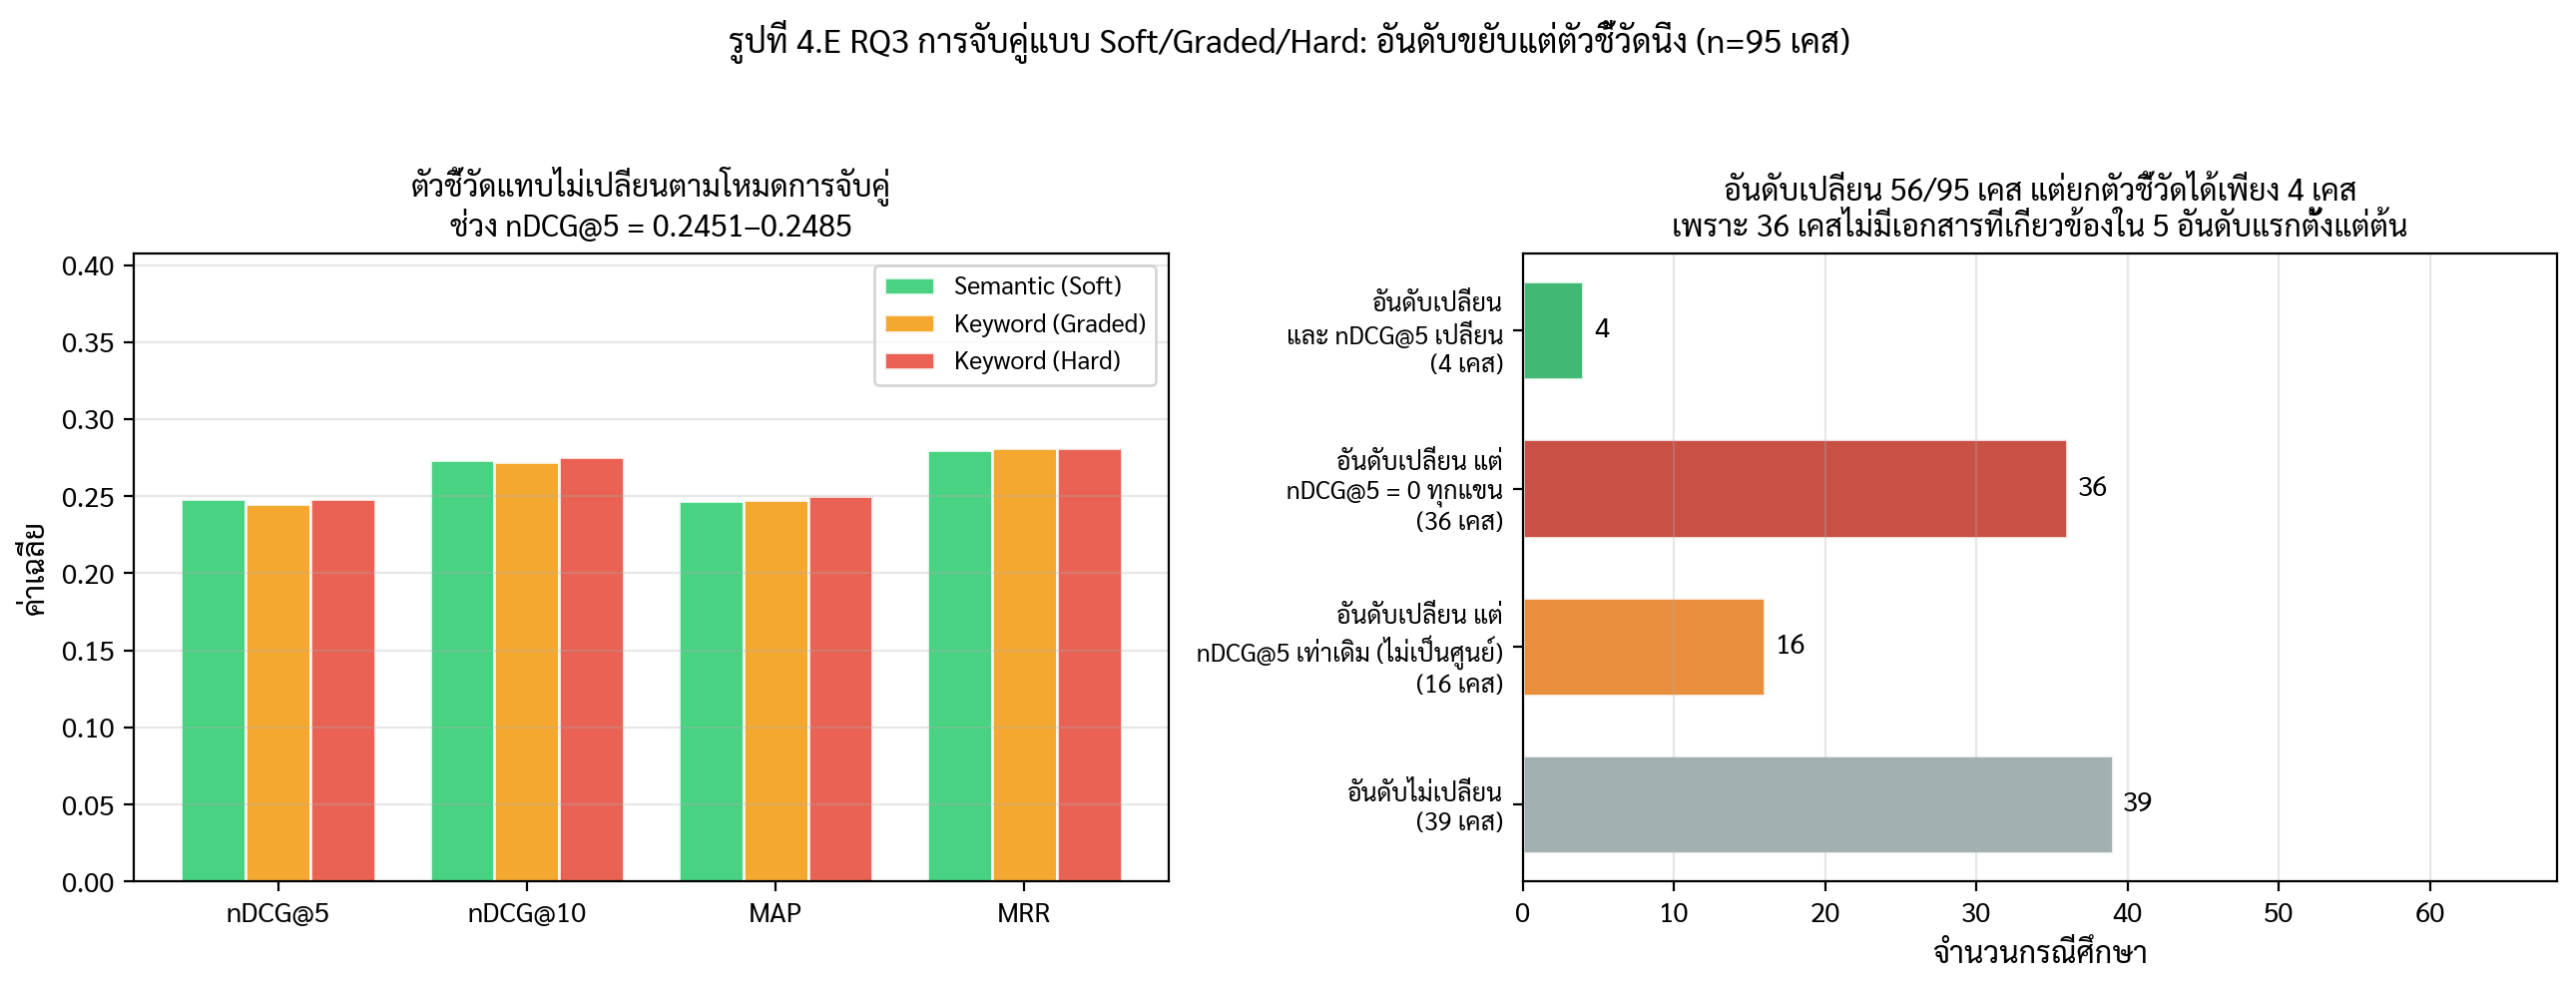 รูปที่ 4.E RQ3 การจับคู่แบบ Soft/Graded/Hard: อันดับขยับแต่ตัวชี้วัดนิ่ง (n=95 เคส)
ตัวชี้วัดแทบไม่เปลี่ยนตามโหมดการจับคู่
ช่วง nDCG@5 = 0.2451–0.2485
ค่าเฉลี่ย
0.40
0.35
0.30
0.25
0.20
0.15
0.10
0.05
0.00
Semantic (Soft)
Keyword (Graded)
Keyword (Hard)
nDCG@5
nDCG@10
MAP
MRR
อันดับเปลี่ยน 56/95 เคส แต่ยกตัวชี้วัดได้เพียง 4 เคส
เพราะ 36 เคสไม่มีเอกสารที่เกี่ยวข้องใน 5 อันดับแรกตั้งแต่ต้น
อันดับเปลี่ยน
และ nDCG@5 เปลี่ยน
(4 เคส)
4
อันดับเปลี่ยน แต่
nDCG@5 = 0 ทุกแขน
(36 เคส)
36
อันดับเปลี่ยน แต่
nDCG@5 เท่าเดิม (ไม่เป็นศูนย์)
(16 เคส)
16
อันดับไม่เปลี่ยน
(39 เคส)
39
0
10
20
30
40
50
60
จำนวนกรณีศึกษา